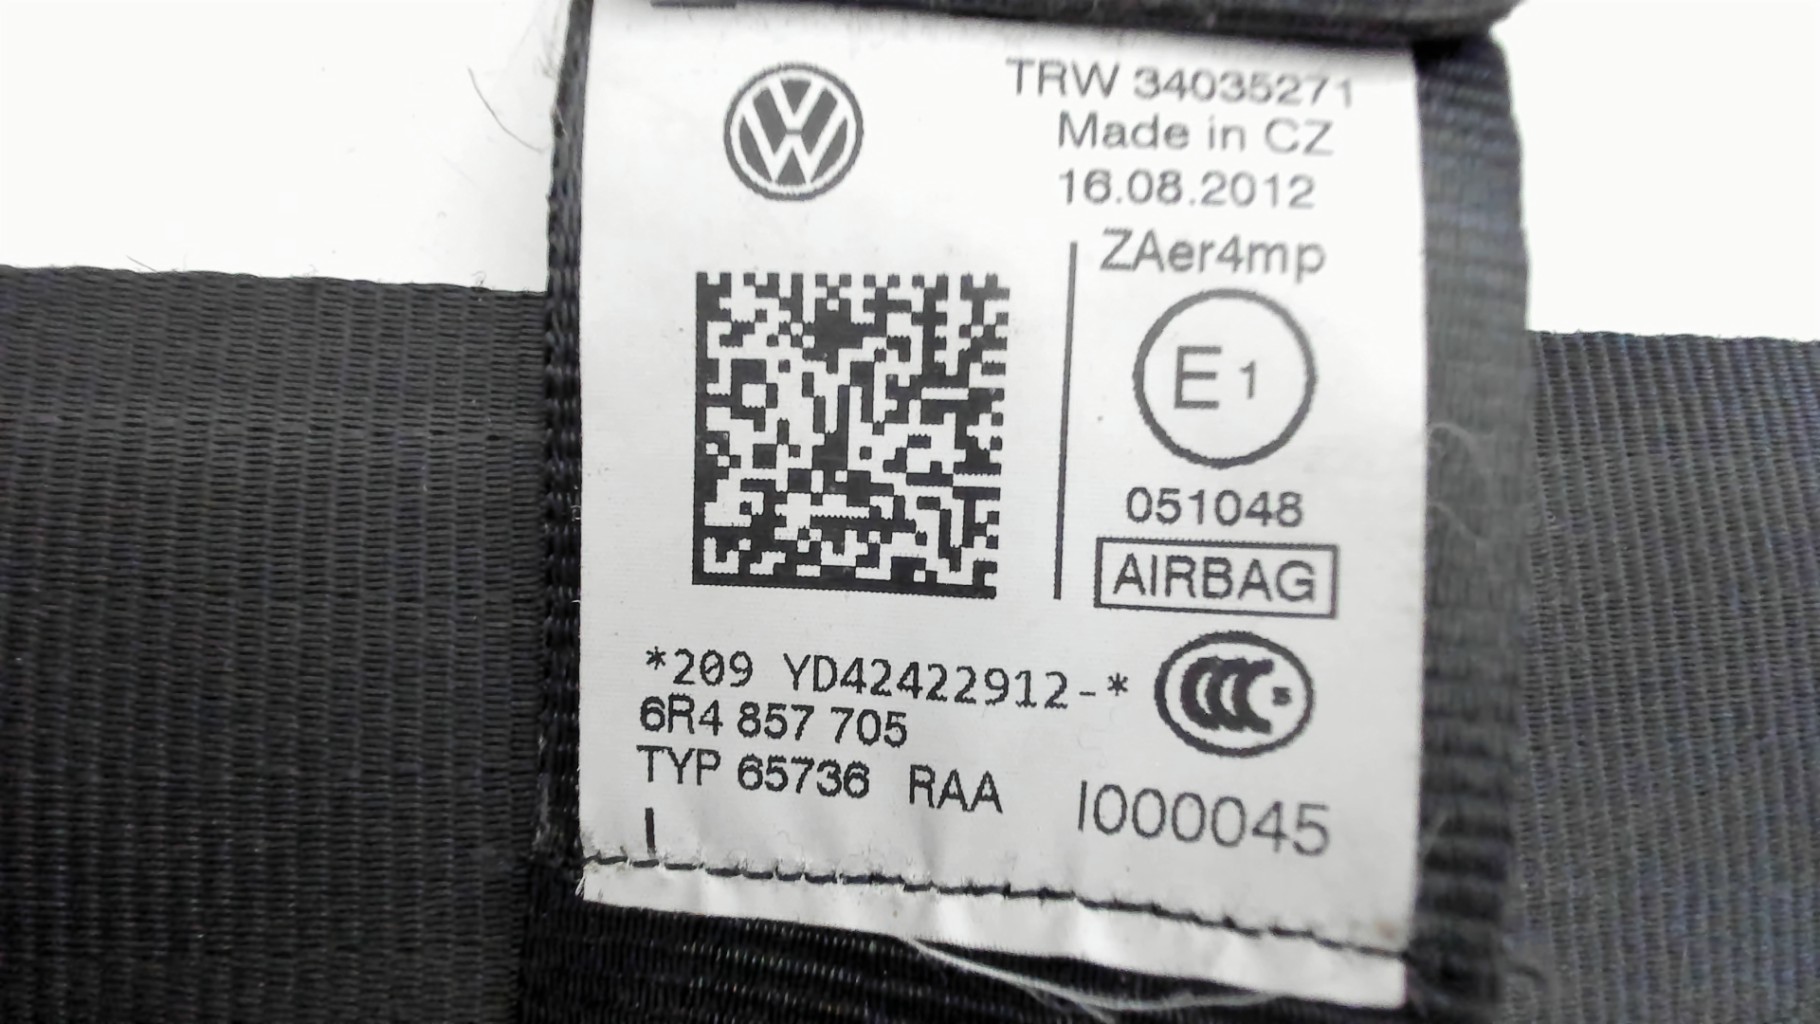 TRW 34035271
Made in CZ
16.08.2012
ZAer4mp
E1
051048
AIRBAG
*209 YD42422912-*
6R4 857 705
TYP 65736 RAA
I000045